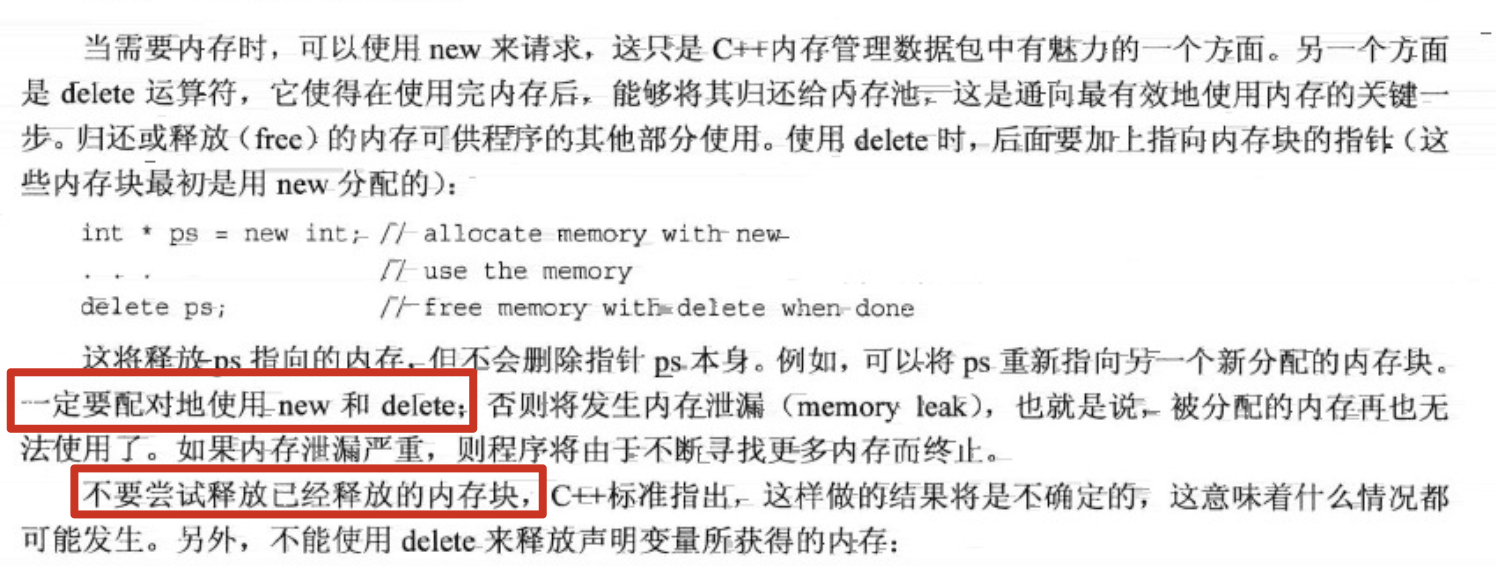 当需要内存时，可以使用 new 来请求，这只是 C++内存管理数据包中有魅力的一个方面。另一个方面
是 delete 运算符，它使得在使用完内存后，能够将其归还给内存池，这是通向最有效地使用内存的关键一
步。归还或释放（free）的内存可供程序的其他部分使用。使用 delete 时，后面要加上指向内存块的指针（这
些内存块最初是用 new 分配的）：
int * ps = new int; // allocate memory with new
. . . // use the memory
delete ps; // free memory with delete when done
这将释放 ps 指向的内存，但不会删除指针 ps 本身。例如，可以将 ps 重新指向另一个新分配的内存块。
一定要配对地使用 new 和 delete；否则将发生内存泄漏（memory leak），也就是说，被分配的内存再也无
法使用了。如果内存泄漏严重，则程序将由于不断寻找更多内存而终止。
不要尝试释放已经释放的内存块，C++标准指出，这样做的结果将是不确定的，这意味着什么情况都
可能发生。另外，不能使用 delete 来释放声明变量所获得的内存：